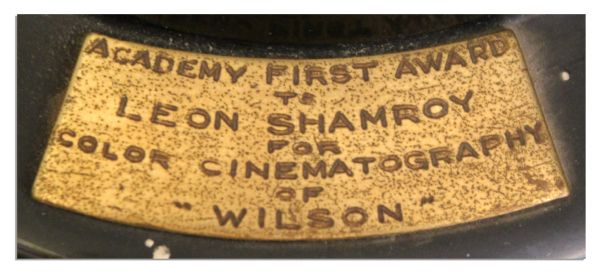 ACADEMY FIRST AWARD
TO
LEON SHAMROY
FOR
COLOR CINEMATOGRAPHY
OF
"WILSON"